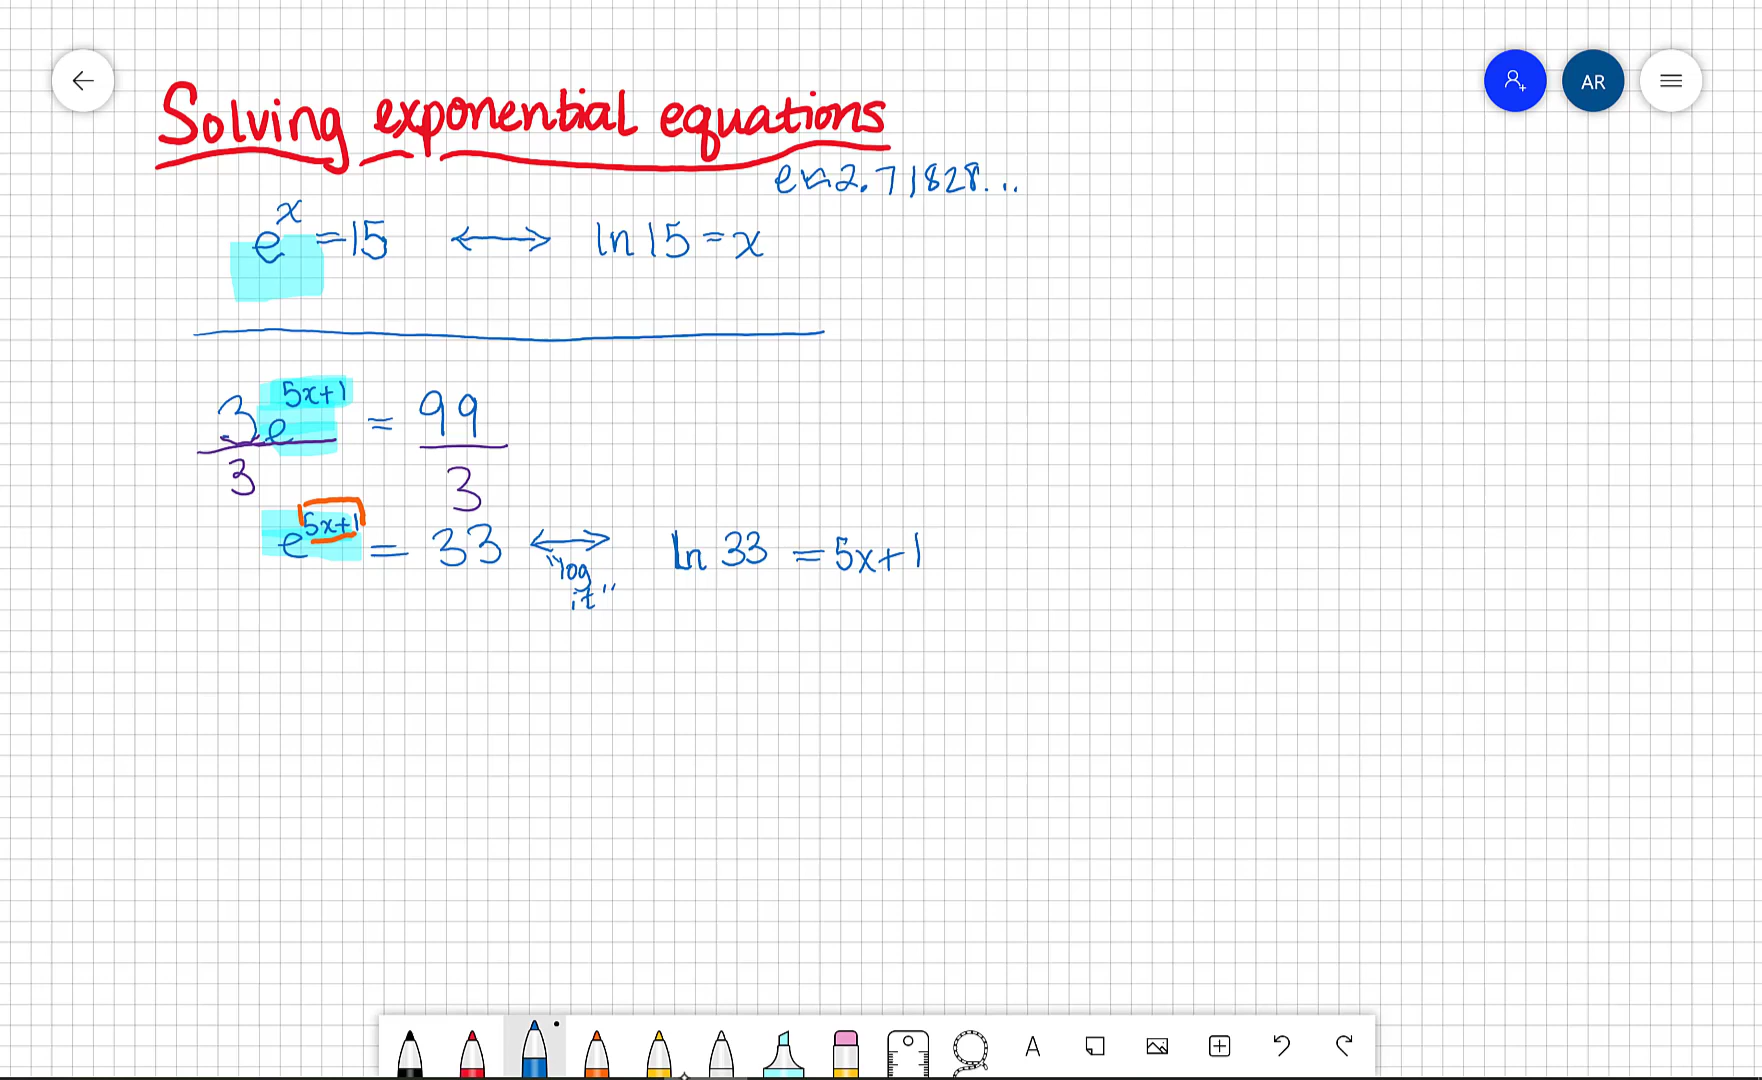 AR
Solving exponential equations
e≈2.71828...
e^x = 15 ⟷ ln 15 = x
3e^5x+1 = 99
3 3
e^5x+1 = 33 ⟷ ln 33 = 5x+1
"log
it"
A